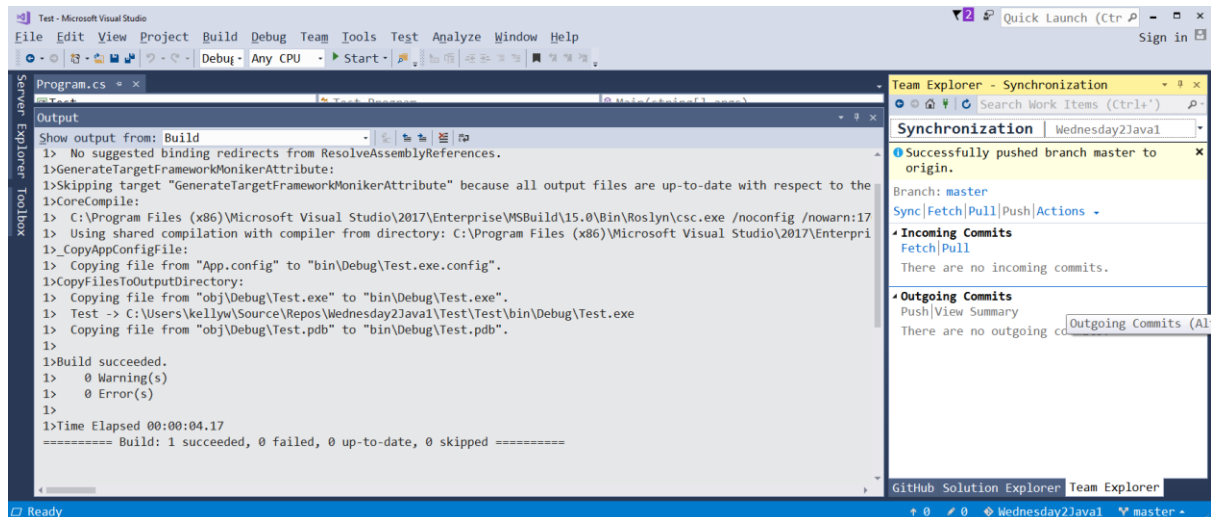 Test - Microsoft Visual Studio
2
Quick Launch (Ctr
File Edit View Project Build Debug Team Tools Test Analyze Window Help
Sign in
Debug Any CPU Start
Server Explorer
Toolbox
Program.cs
Test Test.Program Main(string[] args)
Output
Show output from: Build
1>  No suggested binding redirects from ResolveAssemblyReferences.
1>GenerateTargetFrameworkMonikerAttribute:
1>Skipping target "GenerateTargetFrameworkMonikerAttribute" because all output files are up-to-date with respect to the
1>CoreCompile:
1>  C:\Program Files (x86)\Microsoft Visual Studio\2017\Enterprise\MSBuild\15.0\Bin\Roslyn\csc.exe /noconfig /nowarn:17
1>  Using shared compilation with compiler from directory: C:\Program Files (x86)\Microsoft Visual Studio\2017\Enterpri
1>_CopyAppConfigFile:
1>  Copying file from "App.config" to "bin\Debug\Test.exe.config".
1>CopyFilesToOutputDirectory:
1>  Copying file from "obj\Debug\Test.exe" to "bin\Debug\Test.exe".
1>  Test -> C:\Users\kellyw\Source\Repos\Wednesday2Java1\Test\Test\bin\Debug\Test.exe
1>  Copying file from "obj\Debug\Test.pdb" to "bin\Debug\Test.pdb".
1>
1>Build succeeded.
1>    0 Warning(s)
1>    0 Error(s)
1>
1>Time Elapsed 00:00:04.17
========== Build: 1 succeeded, 0 failed, 0 up-to-date, 0 skipped ==========
Team Explorer - Synchronization
Search Work Items (Ctrl+')
Synchronization | Wednesday2Java1
Successfully pushed branch master to
origin.
Branch: master
Sync|Fetch|Pull|Push|Actions
Incoming Commits
Fetch|Pull
There are no incoming commits.
Outgoing Commits
Push|View Summary
Outgoing Commits (Al
There are no outgoing
GitHub Solution Explorer Team Explorer
Ready
0 0 Wednesday2Java1 master